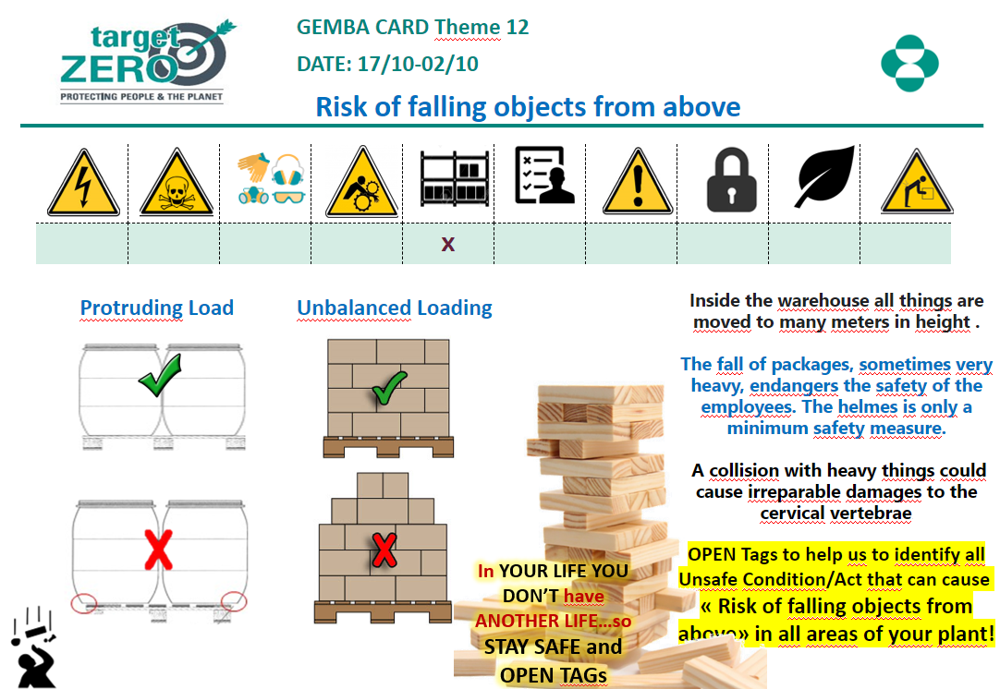 target
ZERO
PROTECTING PEOPLE & THE PLANET
GEMBA CARD Theme 12
DATE: 17/10-02/10
Risk of falling objects from above
X
Protruding Load
Unbalanced Loading
Inside the warehouse all things are
moved to many meters in height .
The fall of packages, sometimes very
heavy, endangers the safety of the
employees. The helmes is only a
minimum safety measure.
A collision with heavy things could
cause irreparable damages to the
cervical vertebrae
OPEN Tags to help us to identify all
Unsafe Condition/Act that can cause
« Risk of falling objects from
above» in all areas of your plant!
In YOUR LIFE YOU
DON’T have
ANOTHER LIFE…so
STAY SAFE and
OPEN TAGs